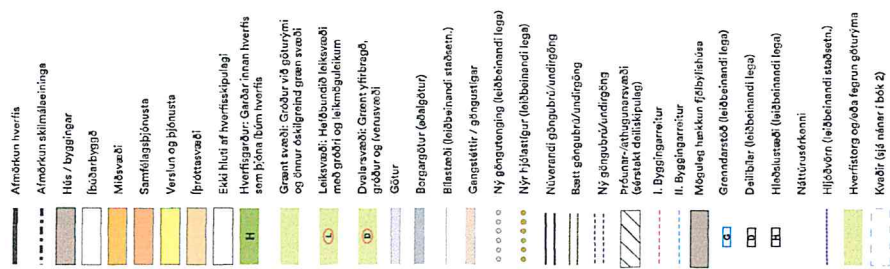 Afmörkun hverfis
Afmörkun skilmálaeininga
Hús / byggingar
Íbúðarbyggð
Miðsvæði
Samfélagsþjónusta
Verslun og þjónusta
Íþróttasvæði
Ekki hluti af hverfisskipulagi
H
Hverfisgarður: Garðar innan hverfis
sem þjóna íbúm hverfis
Grænt svæði: Gróður við göturými
og önnur óskilgreind græn svæði
L
Leiksvæði: Hefðbundið leiksvæði
með gróðri og leikmöguleikum
D
Dvalarsvæði: Grænt yfirbragð,
gróður og íverusvæði
Götur
Borgargötur (aðalgötur)
Bílastæði (leiðbeinandi staðsetn.)
Gangstéttir / göngustígar
Ný göngutenging (leiðbeinandi lega)
Nýr hjólastígur (leiðbeinandi lega)
Núverandi göngubrú/undirgöng
Bætt göngubrú/undirgöng
Ný göngubrú/undirgöng
Þróunar-/athugunarsvæði
(sérstakt deiliskipulag)
I. Byggingarreitur
II. Byggingarreitur
Möguleg hækkun fjölbýlishúsa
G
Grenndarstöð (leiðbeinandi lega)
D
Deilibílar (leiðbeinandi lega)
H
Hleðslustæði (leiðbeinandi lega)
Náttúrusérkenni
Hljóðvörn (leiðbeinandi staðsetn.)
Hverfistorg og/eða fegrun göturýma
Kvaðir (sjá nánar í bók 2)